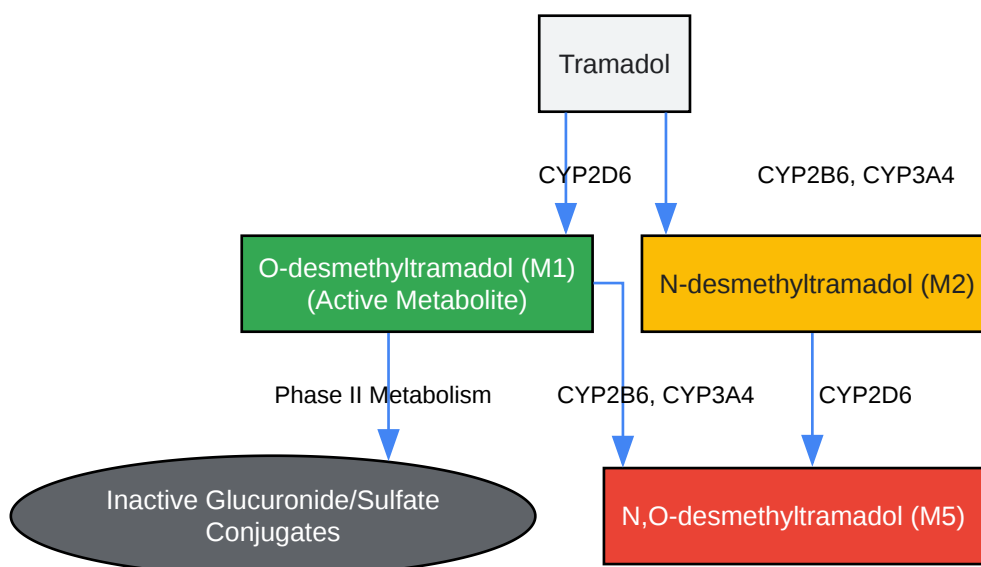 Tramadol
CYP2D6
CYP2B6, CYP3A4
O-desmethyltramadol (M1)
(Active Metabolite)
N-desmethyltramadol (M2)
Phase II Metabolism
CYP2B6, CYP3A4
CYP2D6
Inactive Glucuronide/Sulfate
Conjugates
N,O-desmethyltramadol (M5)